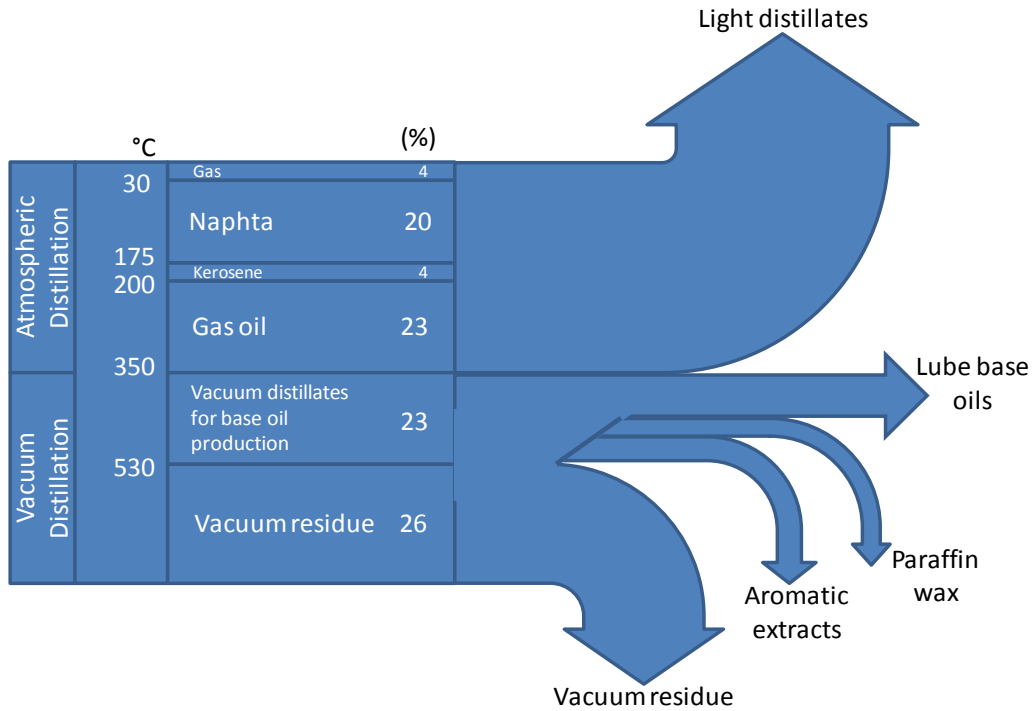 Light distillates
°C
(%)
Atmospheric
Distillation
30
Gas 4
Naphta 20
175
Kerosene 4
200
Gas oil 23
350
Vacuum
Distillation
Vacuum distillates
for base oil
production
23
530
Vacuum residue 26
Lube base
oils
Paraffin
wax
Aromatic
extracts
Vacuum residue